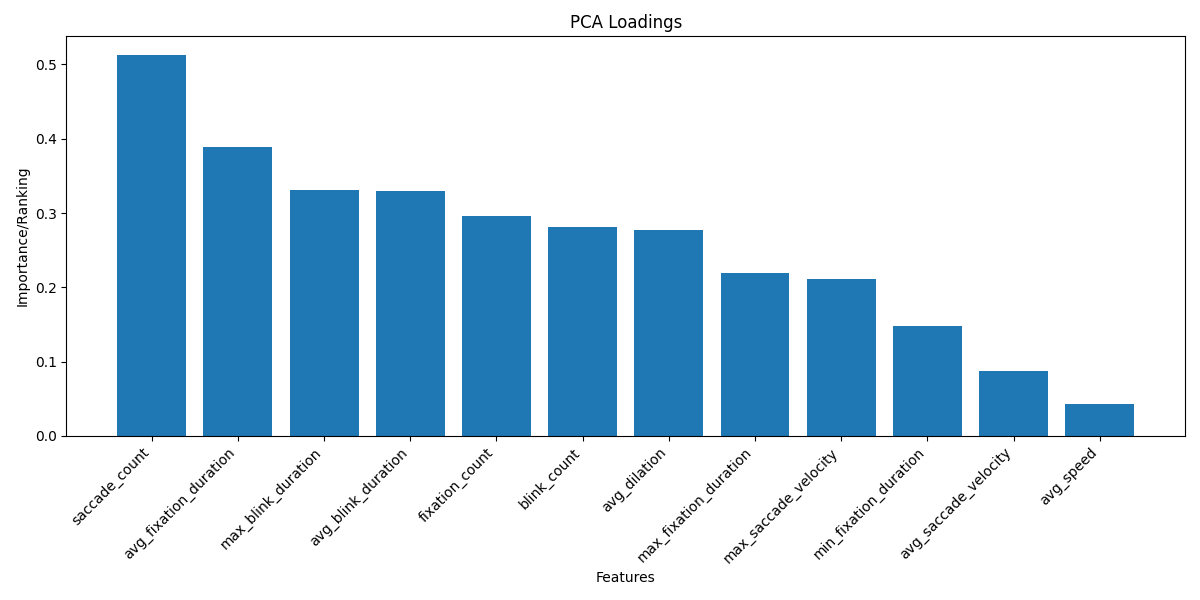 PCA Loadings
Importance/Ranking
0.5
0.4
0.3
0.2
0.1
0.0
saccade_count
avg_fixation_duration
max_blink_duration
avg_blink_duration
fixation_count
blink_count
avg_dilation
max_fixation_duration
max_saccade_velocity
min_fixation_duration
avg_saccade_velocity
avg_speed
Features